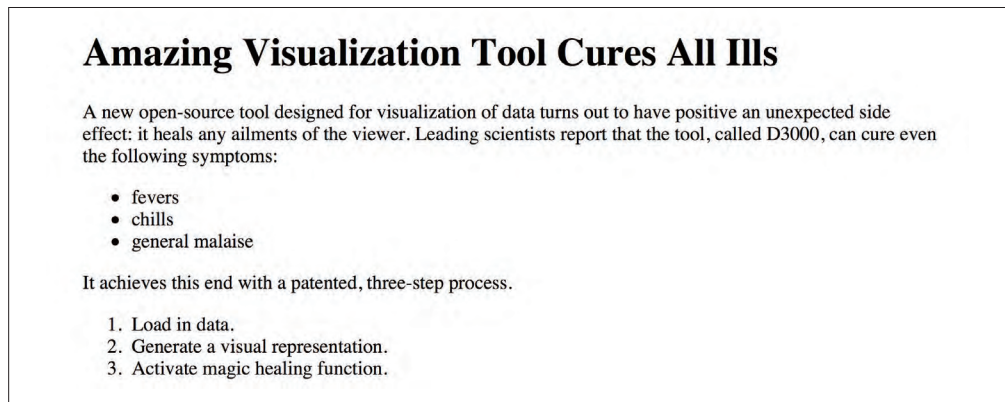 Amazing Visualization Tool Cures All Ills
A new open-source tool designed for visualization of data turns out to have positive an unexpected side
effect: it heals any ailments of the viewer. Leading scientists report that the tool, called D3000, can cure even
the following symptoms:
• fevers
• chills
• general malaise
It achieves this end with a patented, three-step process.
1. Load in data.
2. Generate a visual representation.
3. Activate magic healing function.